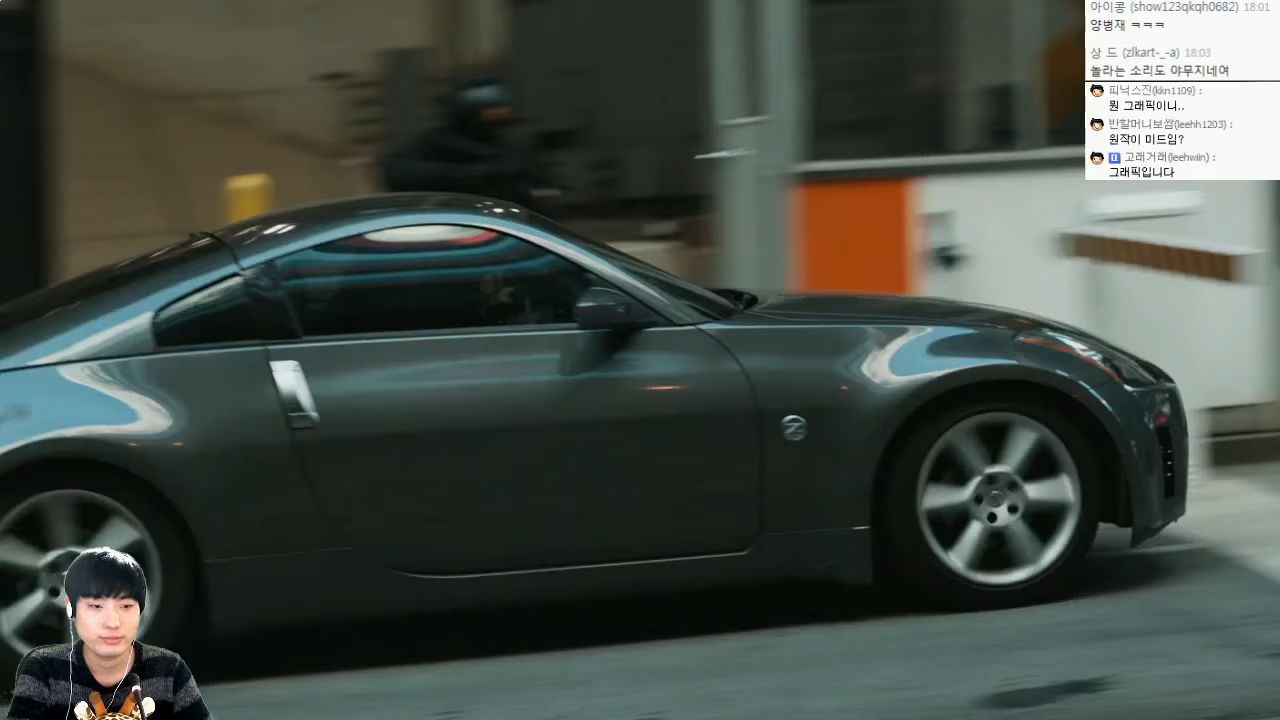 아이콩 (show123qkqh0682) 18:01
양병재 ㅋㅋㅋ
상 드 (zlkart-_-a) 18:03
놀라는 소리도 야무지네여
피넉스진(kkn1109) :
뭔 그래픽이니..
반할머니보쌈(leehh1203) :
원작이 미드임?
고래거래(leehwiin) :
그래픽입니다
Z